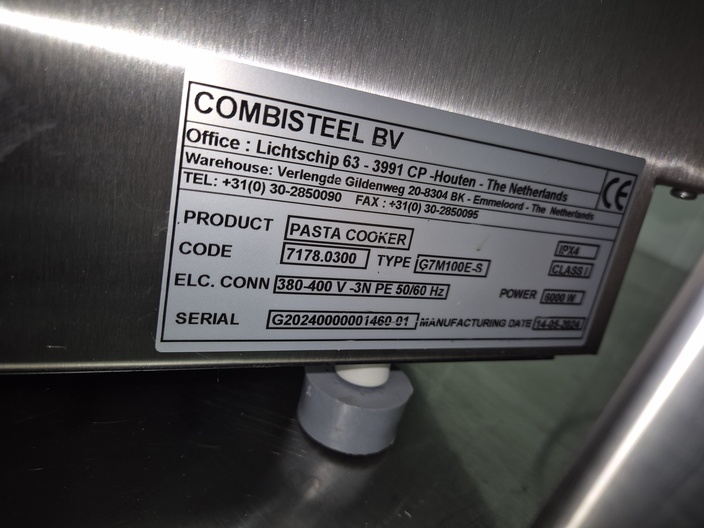 COMBISTEEL BV
Office : Lichtschip 63 - 3991 CP -Houten - The Netherlands
Warehouse: Verlengde Gildenweg 20-8304 BK - Emmeloord - The Netherlands
TEL: +31(0) 30-2850090 FAX : +31(0) 30-2850095
CE
PRODUCT PASTA COOKER IPX4
CODE 7178.0300 TYPE G7M100E-S CLASS I
ELC. CONN 380-400 V -3N PE 50/60 Hz POWER 6000 W
SERIAL G20240000001460-01 MANUFACTURING DATE 14-05-2024